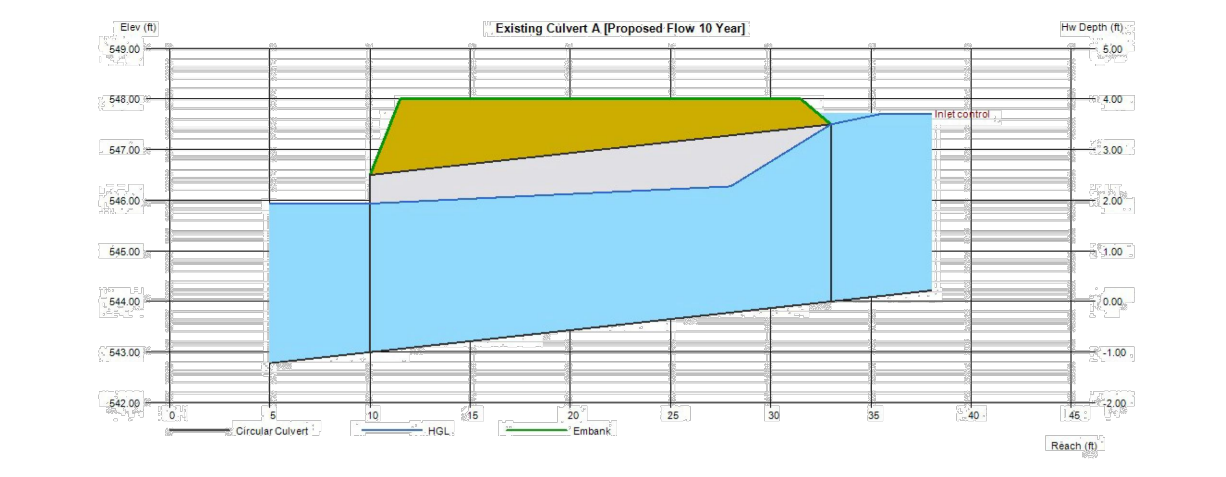 Elev (ft) Existing Culvert A [Proposed Flow 10 Year] Hw Depth (ft)
549.00 5.00
548.00 4.00
Inlet control
547.00 3.00
546.00 2.00
545.00 1.00
544.00 0.00
543.00 -1.00
542.00 -2.00
0 5 10 15 20 25 30 35 40 45
Circular Culvert HGL Embank
Reach (ft)